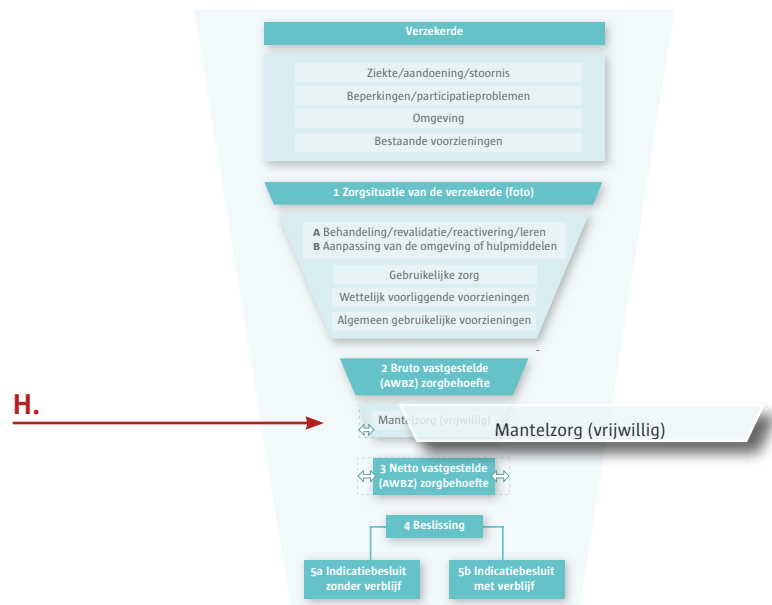 Verzekerde
Ziekte/aandoening/stoornis
Beperkingen/participatieproblemen
Omgeving
Bestaande voorzieningen
1 Zorgsituatie van de verzekerde (foto)
A Behandeling/revalidatie/reactivering/leren
B Aanpassing van de omgeving of hulpmiddelen
Gebruikelijke zorg
Wettelijk voorliggende voorzieningen
Algemeen gebruikelijke voorzieningen
2 Bruto vastgestelde
(AWBZ) zorgbehoefte
H.
Mantelzorg (vrijwillig)
Mantelzorg (vrijwillig)
3 Netto vastgestelde
(AWBZ) zorgbehoefte
4 Beslissing
5a Indicatiebesluit
zonder verblijf
5b Indicatiebesluit
met verblijf